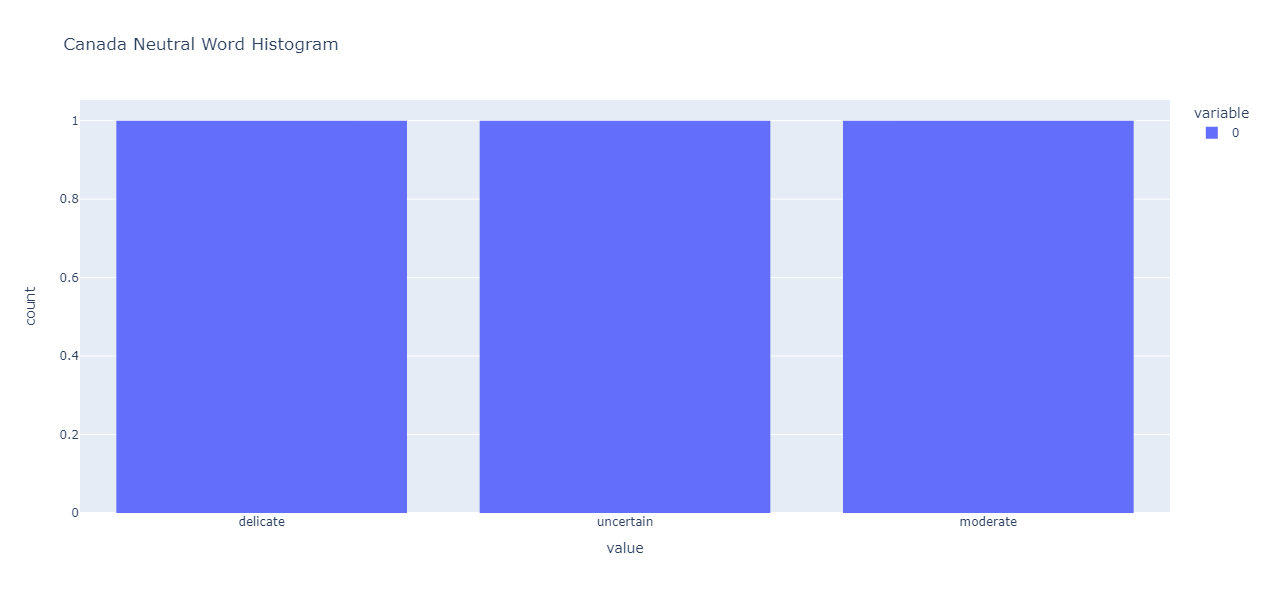 Canada Neutral Word Histogram
variable
0
count
1
0.8
0.6
0.4
0.2
0
delicate uncertain moderate
value